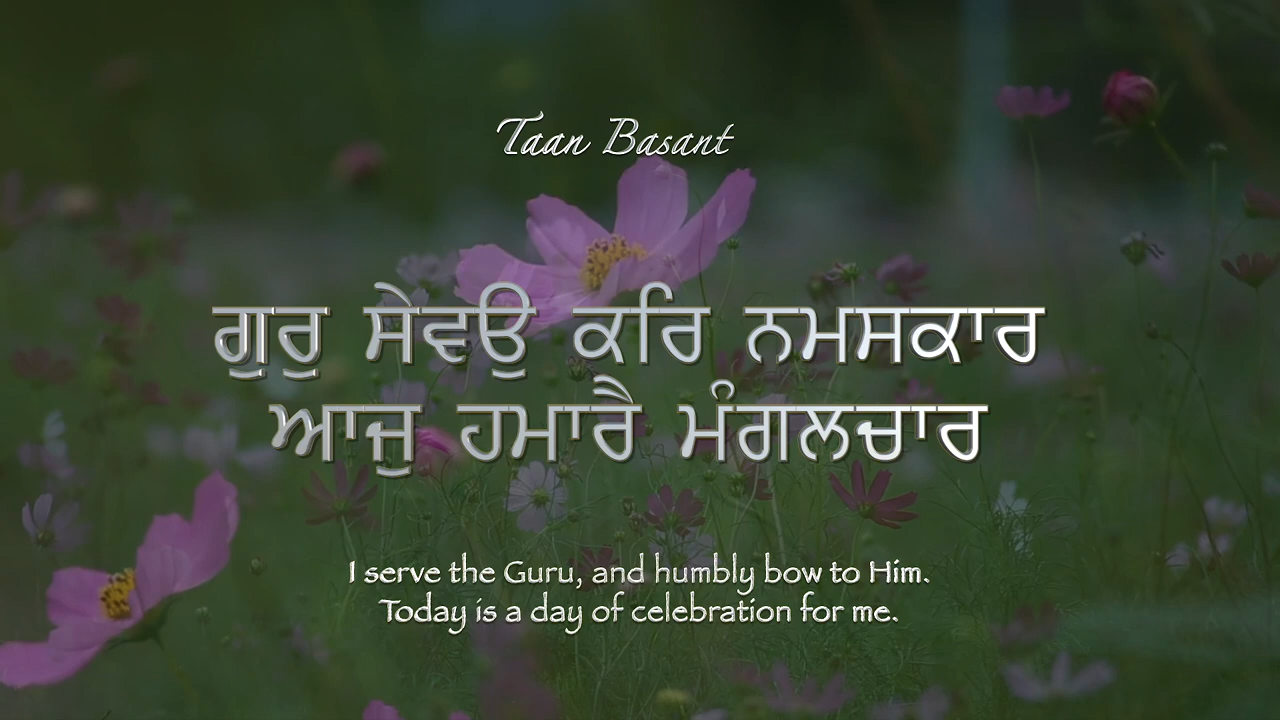 Taan Basant
ਗੁਰੁ ਸੇਵਉ ਕਰਿ ਨਮਸਕਾਰ
ਆਜੁ ਹਮਾਰੈ ਮੰਗਲਚਾਰ
I serve the Guru, and humbly bow to Him.
Today is a day of celebration for me.